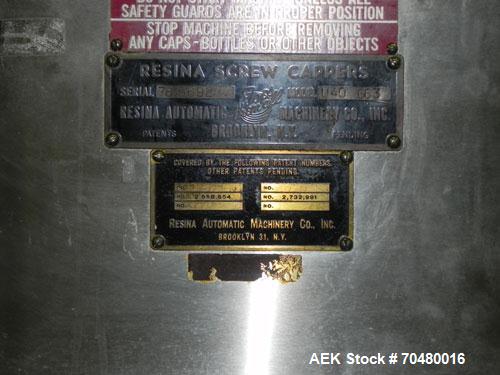 SAFETY GUARDS ARE IN PROPER POSITION
STOP MACHINE BEFORE REMOVING
ANY CAPS-BOTTLES OR OTHER OBJECTS
RESINA SCREW CAPPERS
SERIAL MODEL
RESINA AUTOMATIC MACHINERY CO., INC.
PATENTS BROOKLYN, N.Y. PENDING
COVERED BY THE FOLLOWING PATENT NUMBERS
OTHER PATENTS PENDING.
NO. NO.
NO. NO. 2,732,991
NO. NO.
RESINA AUTOMATIC MACHINERY CO., INC.
BROOKLYN 31, N.Y.
AEK Stock # 70480016